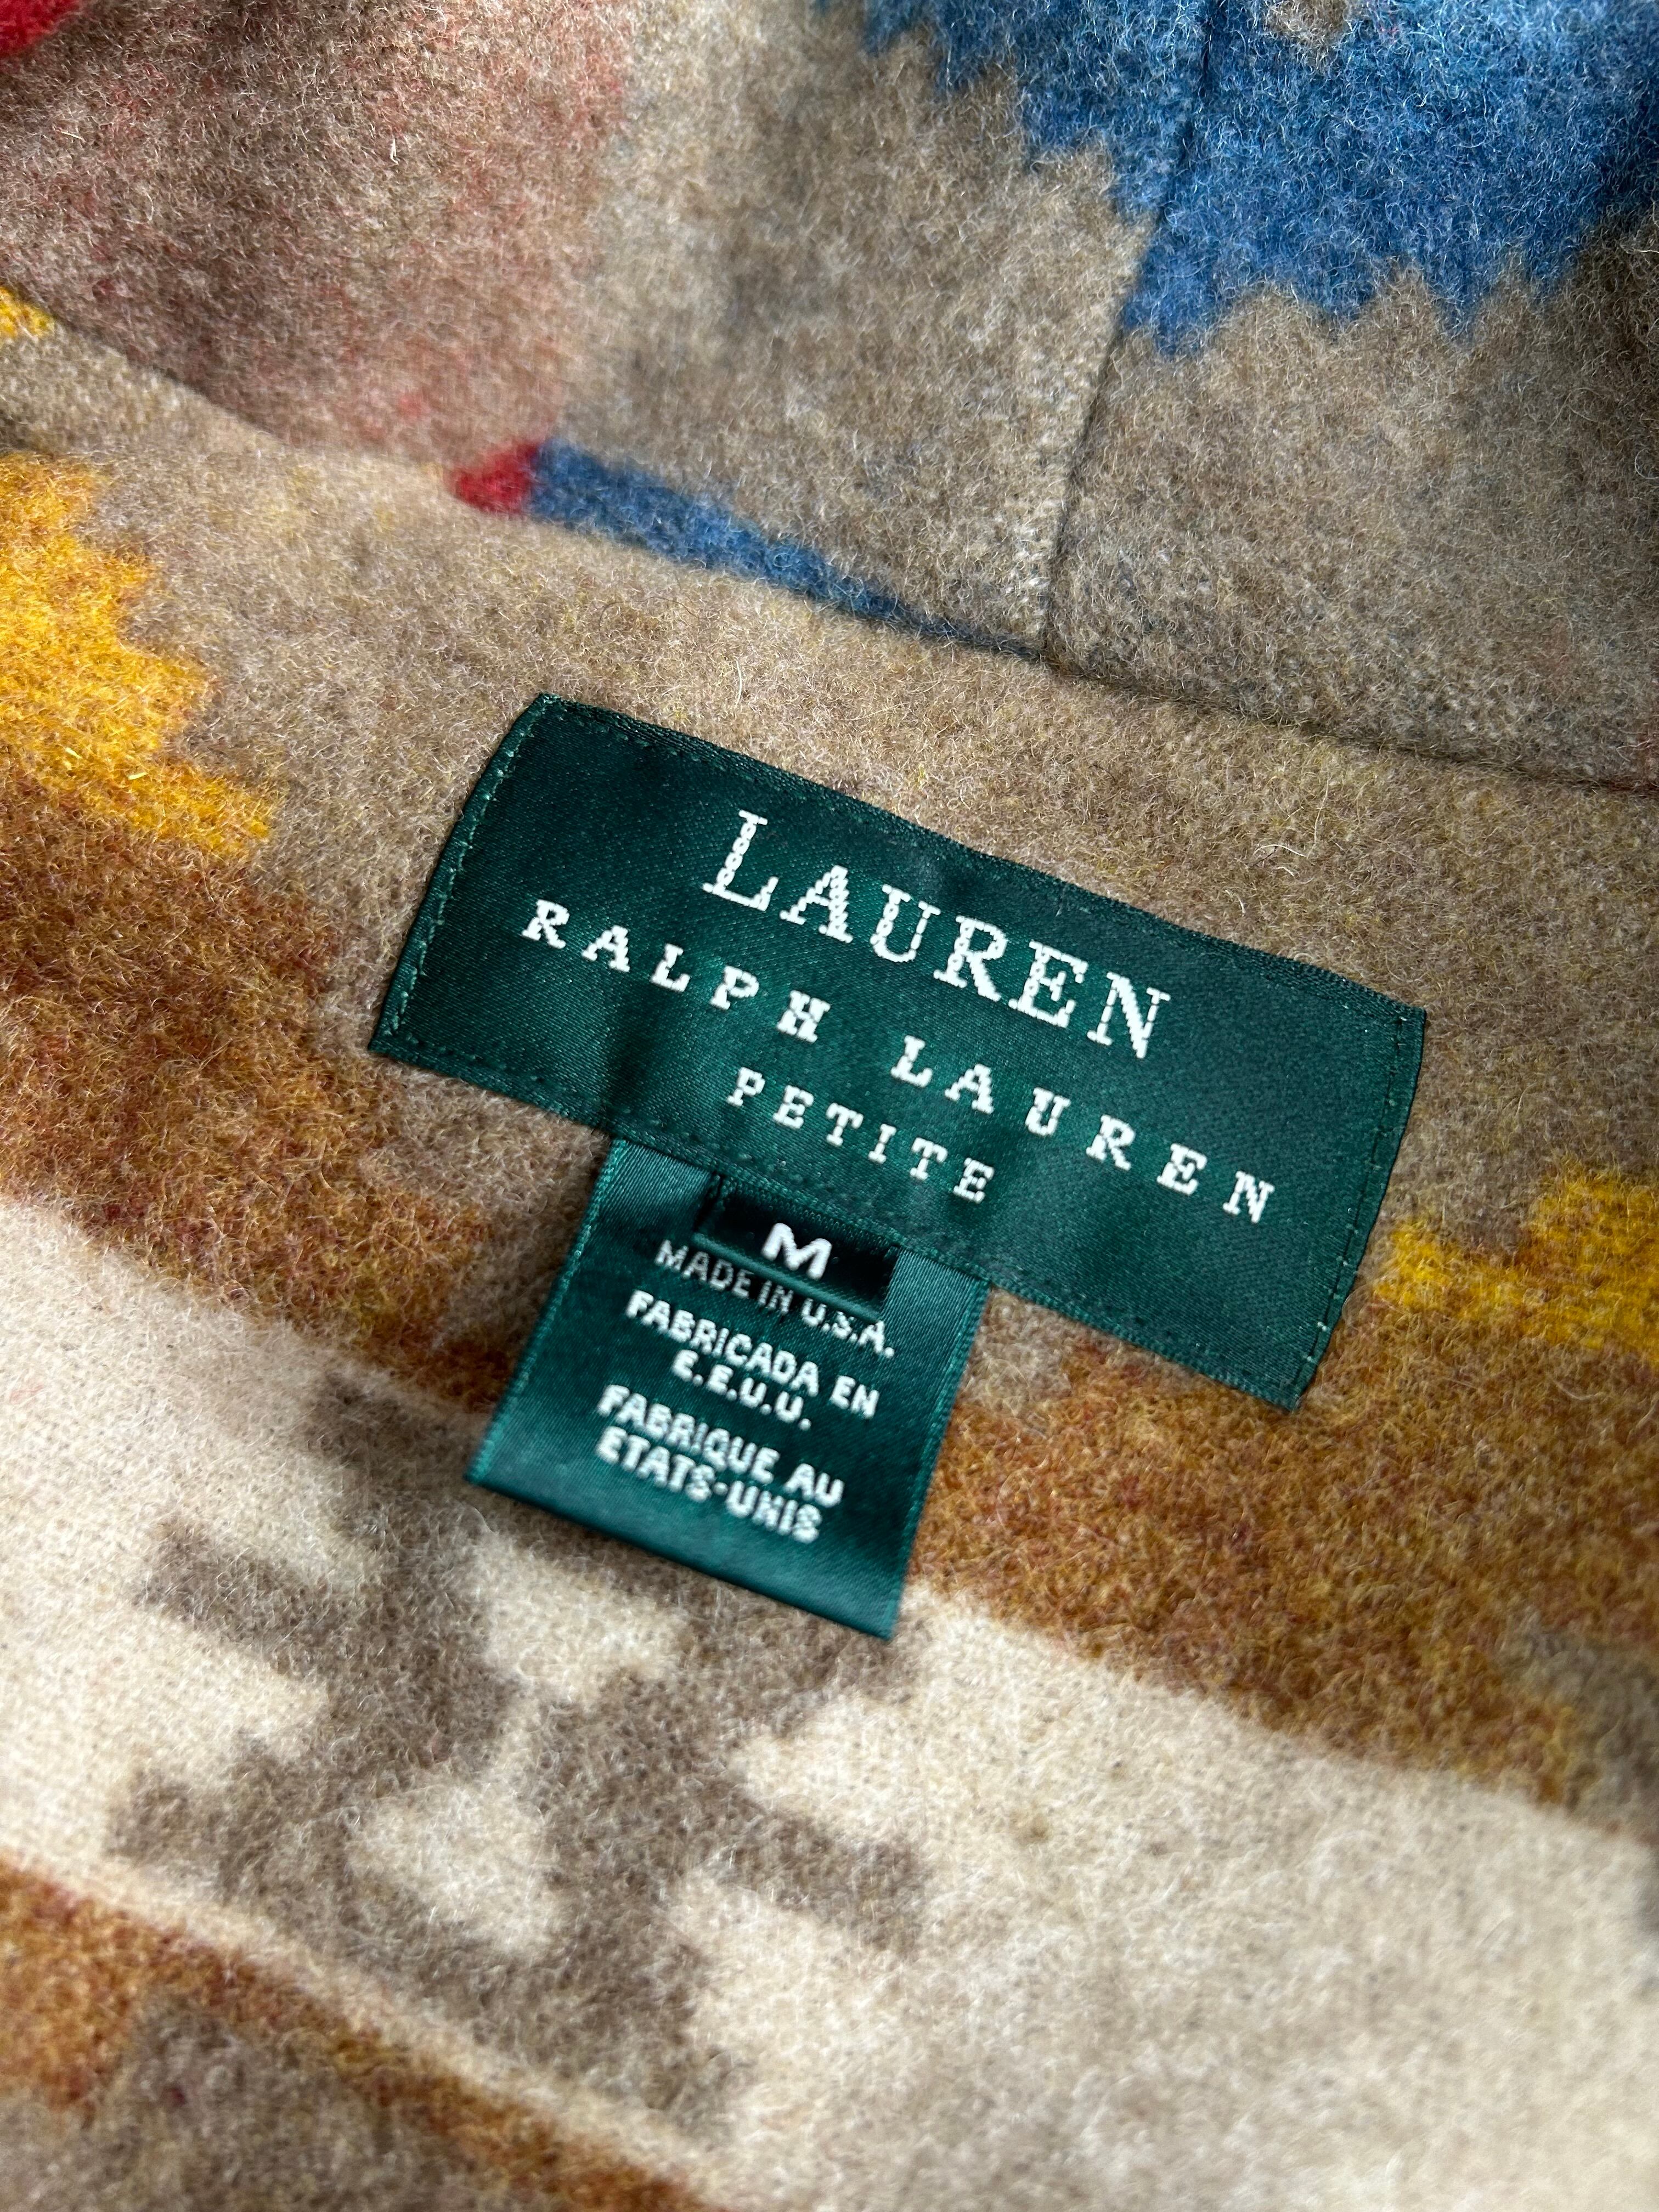 LAUREN
RALPH LAUREN
PETITE
M
MADE IN U.S.A.
FABRICADA EN
E.E.U.U.
FABRIQUE AU
ETATS-UNIS